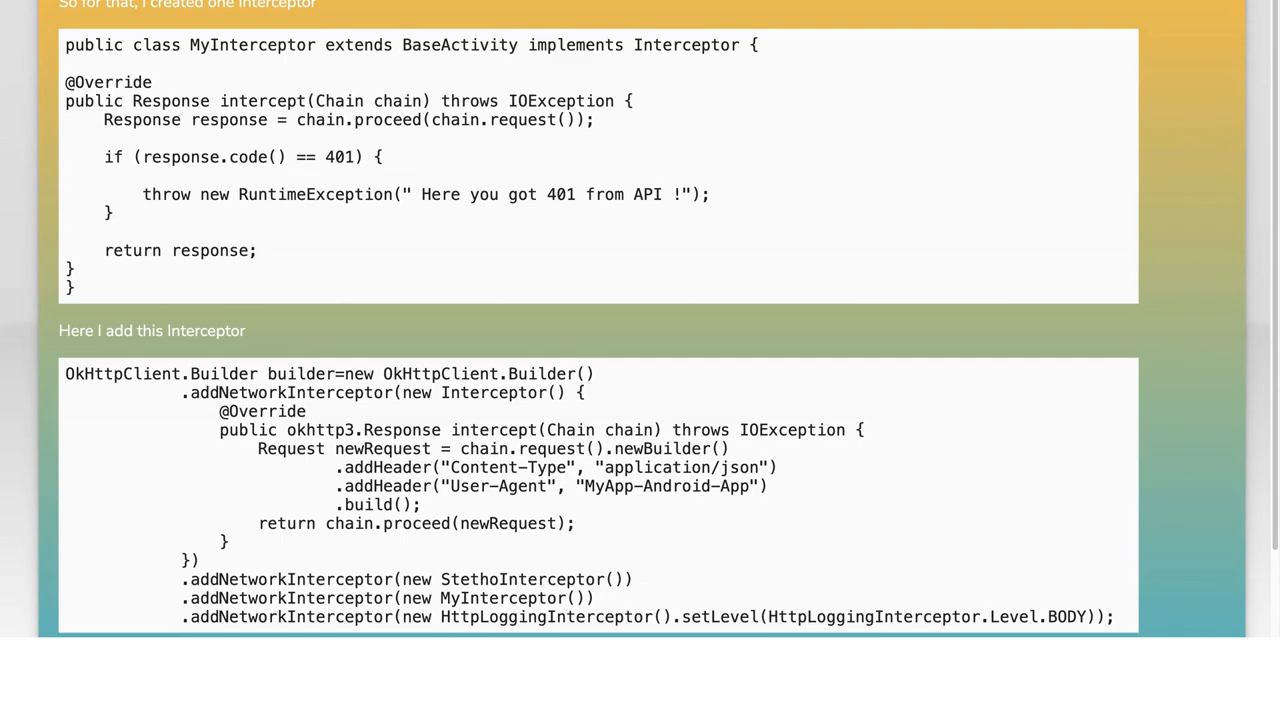 So for that, I created one Interceptor
public class MyInterceptor extends BaseActivity implements Interceptor {
@Override
public Response intercept(Chain chain) throws IOException {
Response response = chain.proceed(chain.request());
if (response.code() == 401) {
throw new RuntimeException(" Here you got 401 from API !");
}
return response;
}
}
Here I add this Interceptor
OkHttpClient.Builder builder=new OkHttpClient.Builder()
.addNetworkInterceptor(new Interceptor() {
@Override
public okhttp3.Response intercept(Chain chain) throws IOException {
Request newRequest = chain.request().newBuilder()
.addHeader("Content-Type", "application/json")
.addHeader("User-Agent", "MyApp-Android-App")
.build();
return chain.proceed(newRequest);
}
})
.addNetworkInterceptor(new StethoInterceptor())
.addNetworkInterceptor(new MyInterceptor())
.addNetworkInterceptor(new HttpLoggingInterceptor().setLevel(HttpLoggingInterceptor.Level.BODY));